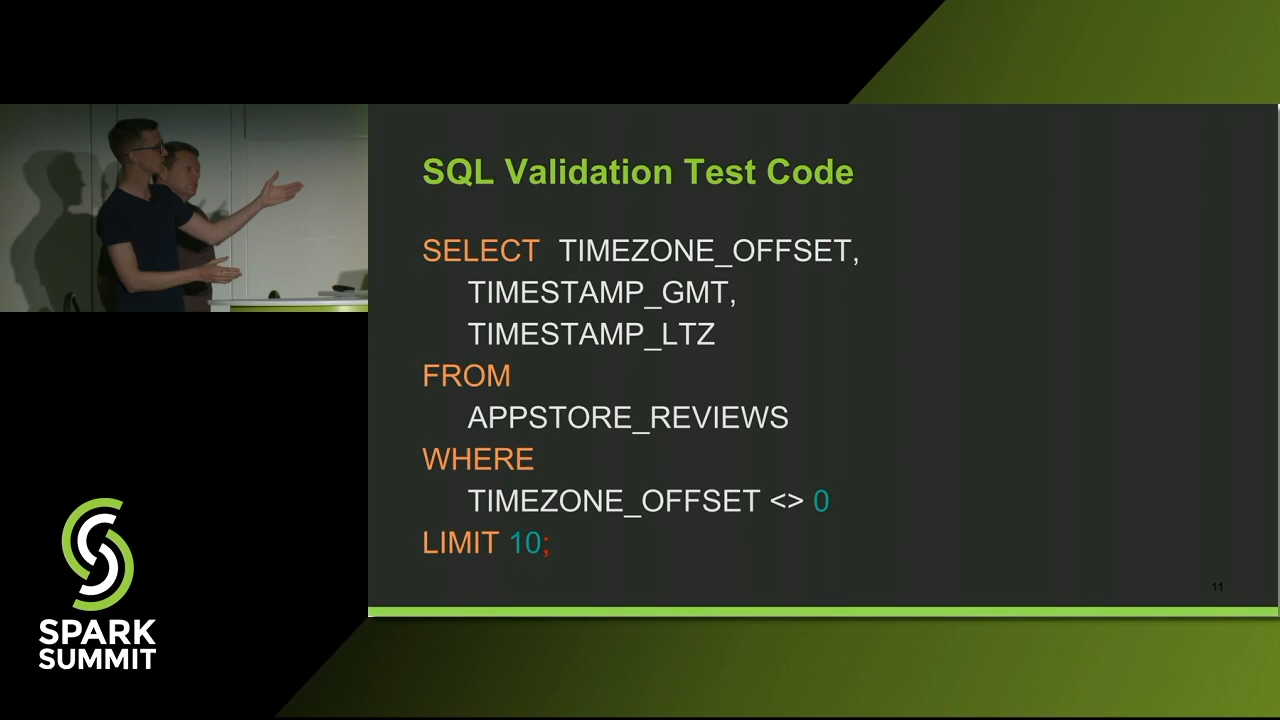 SQL Validation Test Code
SELECT TIMEZONE_OFFSET,
TIMESTAMP_GMT,
TIMESTAMP_LTZ
FROM
APPSTORE_REVIEWS
WHERE
TIMEZONE_OFFSET <> 0
LIMIT 10;
11
SPARK
SUMMIT